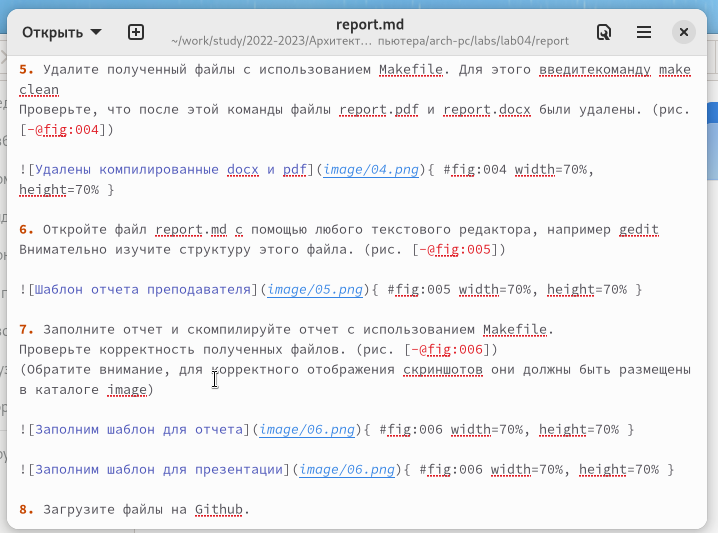 Открыть
report.md
~/work/study/2022-2023/Архитект… пьютера/arch-pc/labs/lab04/report
5. Удалите полученный файлы с использованием Makefile. Для этого введитекоманду make
clean
Проверьте, что после этой команды файлы report.pdf и report.docx были удалены. (рис.
[-@fig:004])
![Удалены компилированные docx и pdf](image/04.png){ #fig:004 width=70%,
height=70% }
6. Откройте файл report.md с помощью любого текстового редактора, например gedit
Внимательно изучите структуру этого файла. (рис. [-@fig:005])
![Шаблон отчета преподавателя](image/05.png){ #fig:005 width=70%, height=70% }
7. Заполните отчет и скомпилируйте отчет с использованием Makefile.
Проверьте корректность полученных файлов. (рис. [-@fig:006])
(Обратите внимание, для корректного отображения скриншотов они должны быть размещены
в каталоге image)
![Заполним шаблон для отчета](image/06.png){ #fig:006 width=70%, height=70% }
![Заполним шаблон для презентации](image/06.png){ #fig:006 width=70%, height=70% }
8. Загрузите файлы на Github.